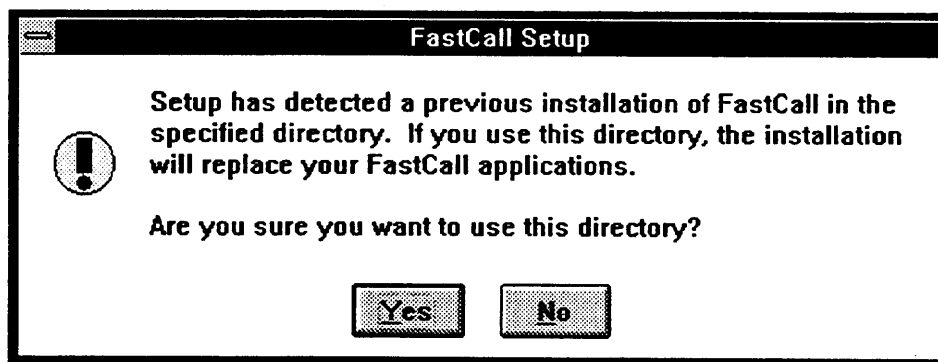 FastCall Setup
Setup has detected a previous installation of FastCall in the
specified directory.  If you use this directory, the installation
will replace your FastCall applications.
Are you sure you want to use this directory?
Yes No